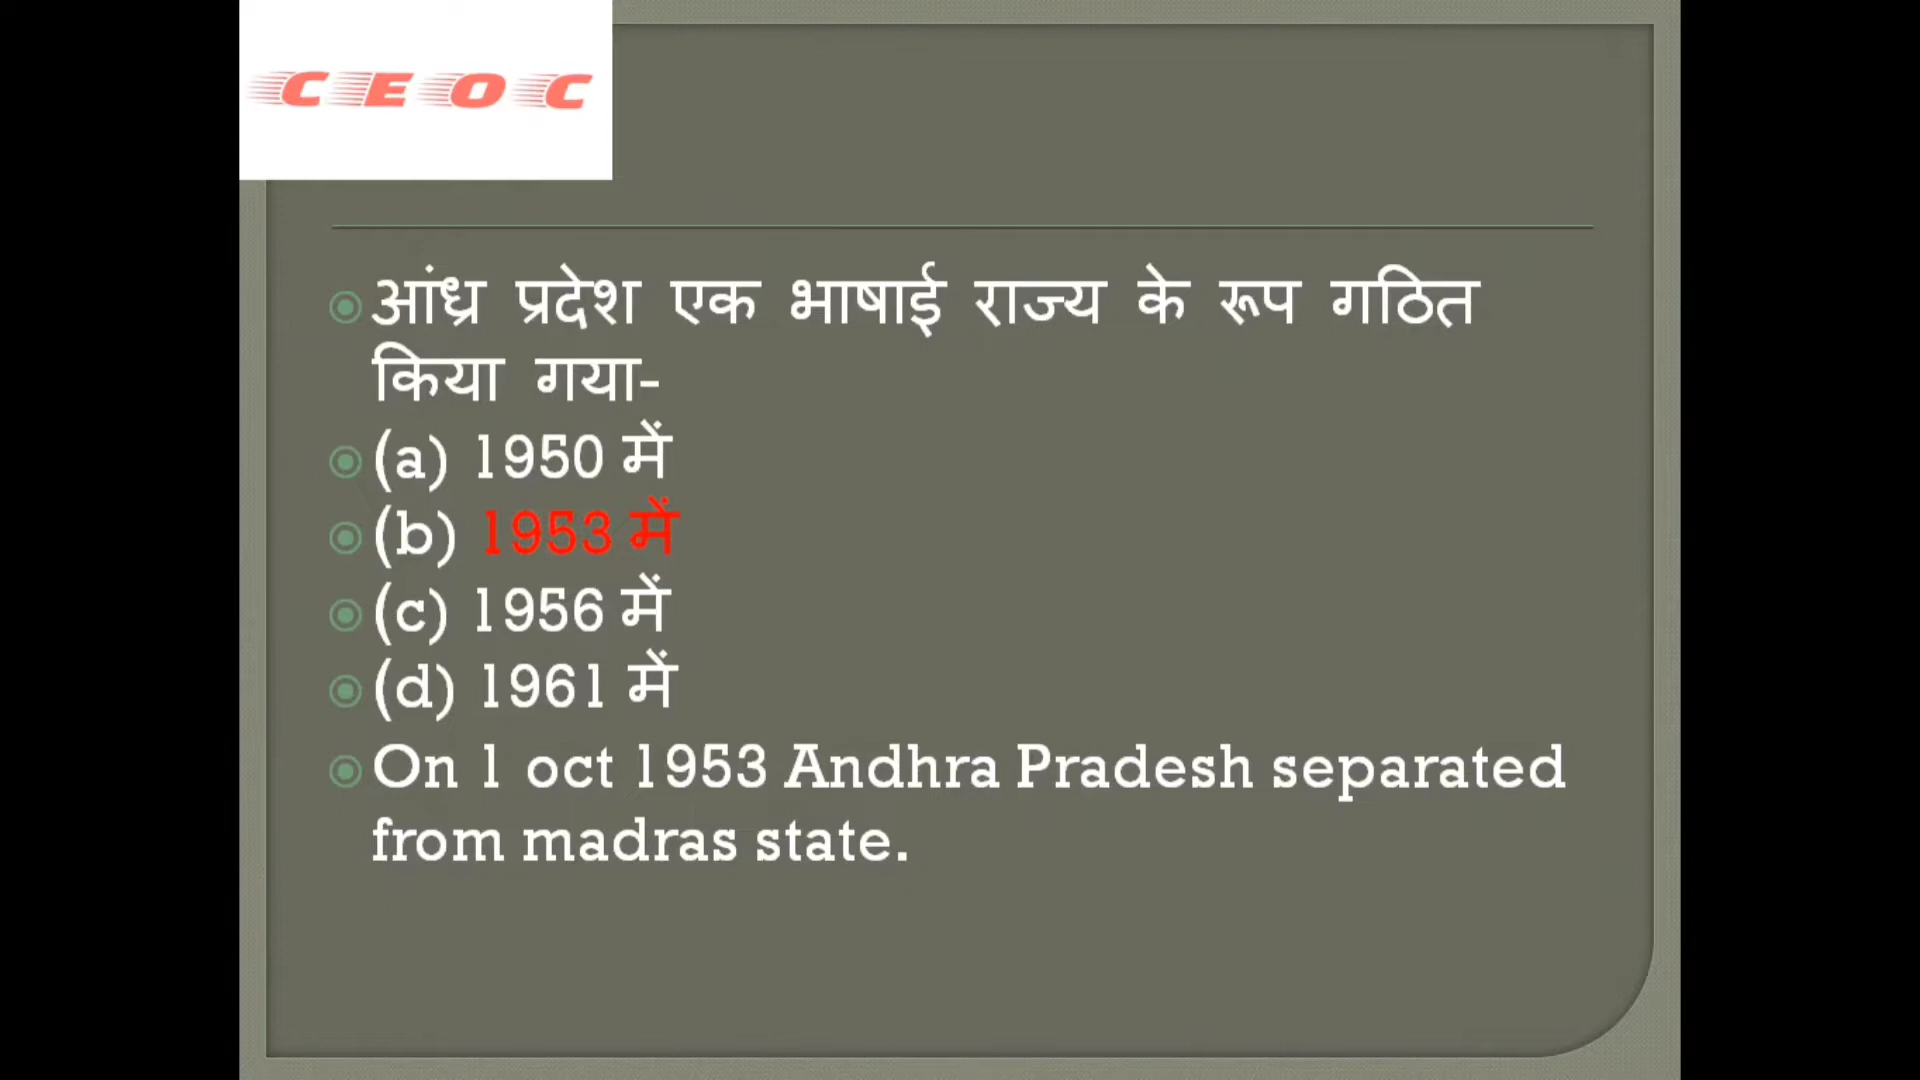 CEOC
आंध्र प्रदेश एक भाषाई राज्य के रूप गठित
किया गया-
(a) 1950 में
(b) 1953 में
(c) 1956 में
(d) 1961 में
On 1 oct 1953 Andhra Pradesh separated
from madras state.